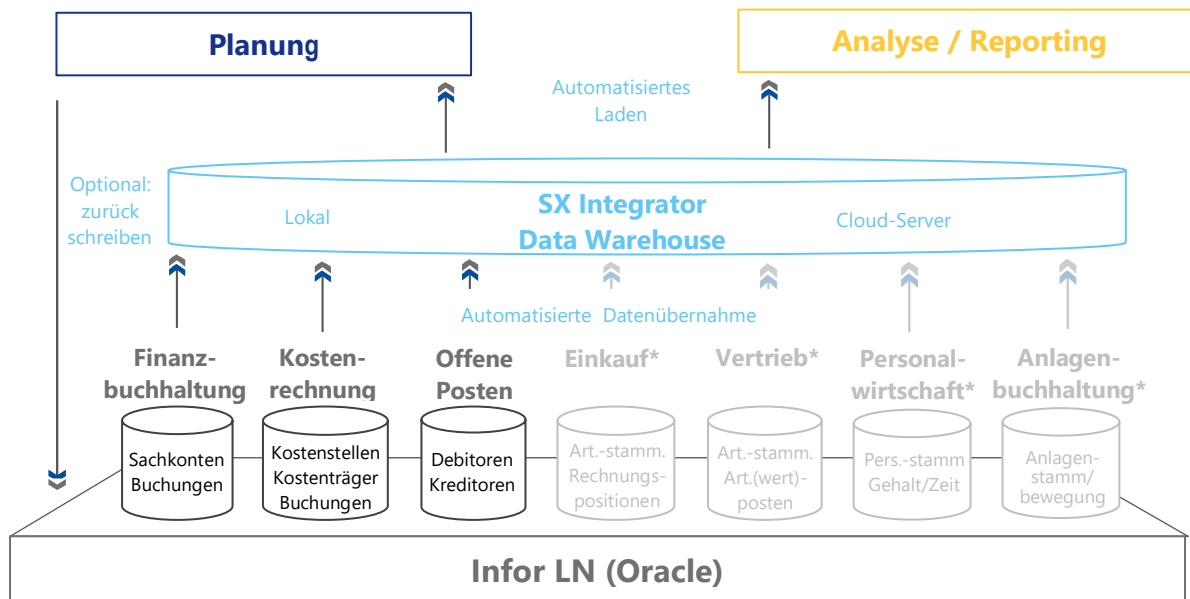 Planung
Analyse / Reporting
Automatisiertes
Laden
Optional:
zurück
schreiben
Lokal
SX Integrator
Data Warehouse
Cloud-Server
Automatisierte Datenübernahme
Finanz-
buchhaltung
Kosten-
rechnung
Offene
Posten
Einkauf*
Vertrieb*
Personal-
wirtschaft*
Anlagen-
buchhaltung*
Sachkonten
Buchungen
Kostenstellen
Kostenträger
Buchungen
Debitoren
Kreditoren
Art.-stamm.
Rechnungs-
positionen
Art.-stamm.
Art.(wert)-
posten
Pers.-stamm
Gehalt/Zeit
Anlagen-
stamm/
bewegung
Infor LN (Oracle)